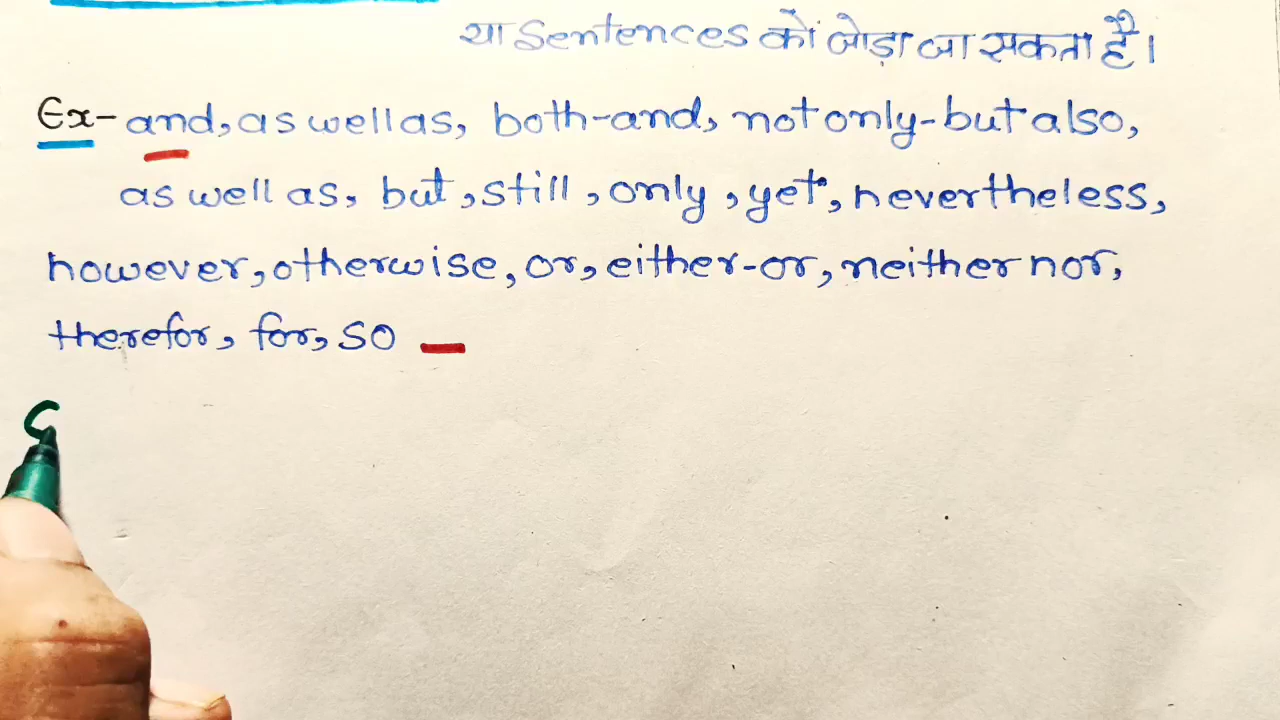 या Sentences को जोड़ा जा सकता है।
Ex- and, as well as, both-and, not only-but also,
as well as, but, still, only, yet, nevertheless,
however, otherwise, or, either-or, neither nor,
therefor, for, so